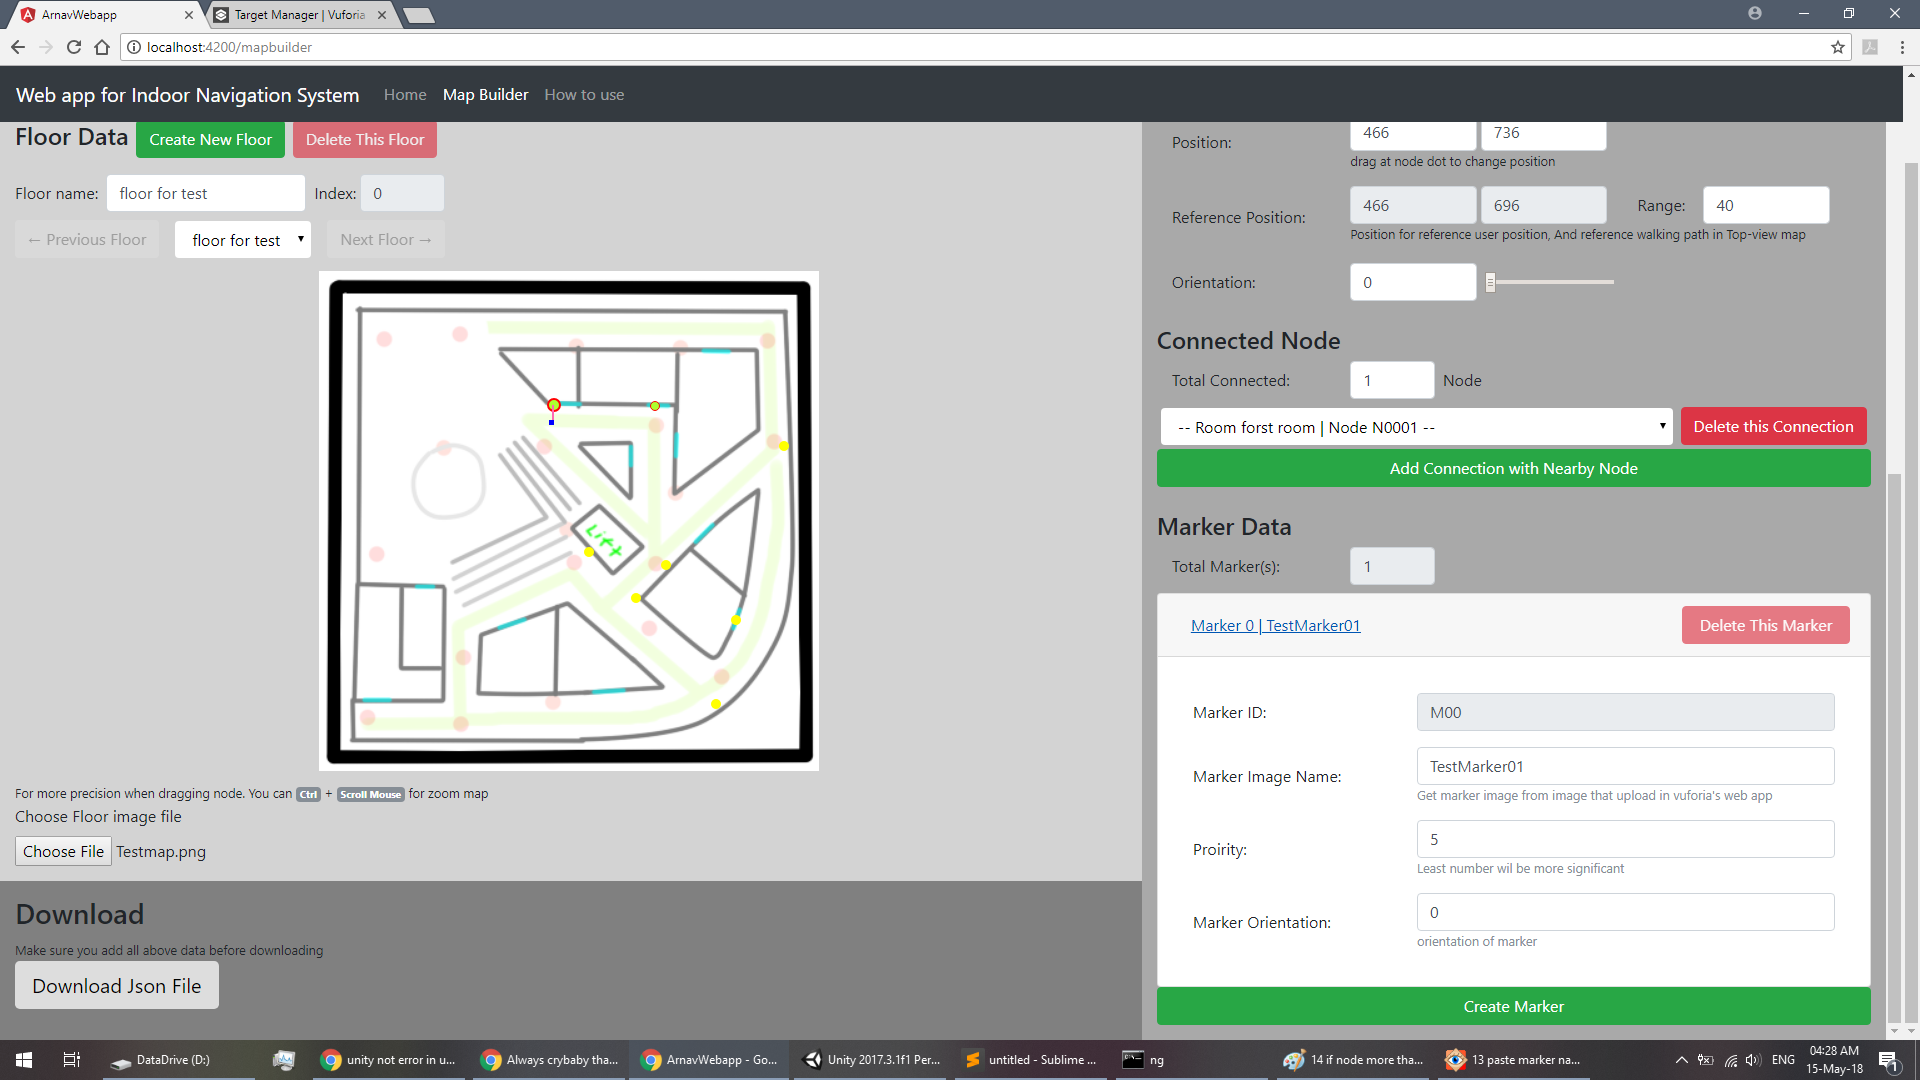 ArnavWebapp
Target Manager | Vuforia
localhost:4200/mapbuilder
Web app for Indoor Navigation System Home Map Builder How to use
Floor Data Create New Floor Delete This Floor
Floor name: floor for test Index: 0
← Previous Floor floor for test Next Floor →
Lift
For more precision when dragging node. You can Ctrl + Scroll Mouse for zoom map
Choose Floor image file
Choose File Testmap.png
Download
Make sure you add all above data before downloading
Download Json File
Position: 466 736
drag at node dot to change position
Reference Position: 466 696 Range: 40
Position for reference user position, And reference walking path in Top-view map
Orientation: 0
Connected Node
Total Connected: 1 Node
-- Room forst room | Node N0001 -- Delete this Connection
Add Connection with Nearby Node
Marker Data
Total Marker(s): 1
Marker 0 | TestMarker01 Delete This Marker
Marker ID: M00
Marker Image Name: TestMarker01
Get marker image from image that upload in vuforia's web app
Proirity: 5
Least number wil be more significant
Marker Orientation: 0
orientation of marker
Create Marker
DataDrive (D:) unity not error in u... Always crybaby tha... ArnavWebapp - Go... Unity 2017.3.1f1 Per... untitled - Sublime ... ng 14 if node more tha... 13 paste marker na... ENG 04:28 AM
15-May-18 1